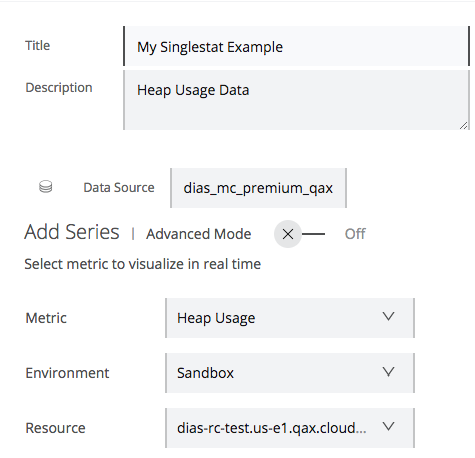 Title My Singlestat Example
Description Heap Usage Data
Data Source dias_mc_premium_qax
Add Series | Advanced Mode Off
Select metric to visualize in real time
Metric Heap Usage
Environment Sandbox
Resource dias-rc-test.us-e1.qax.cloud...